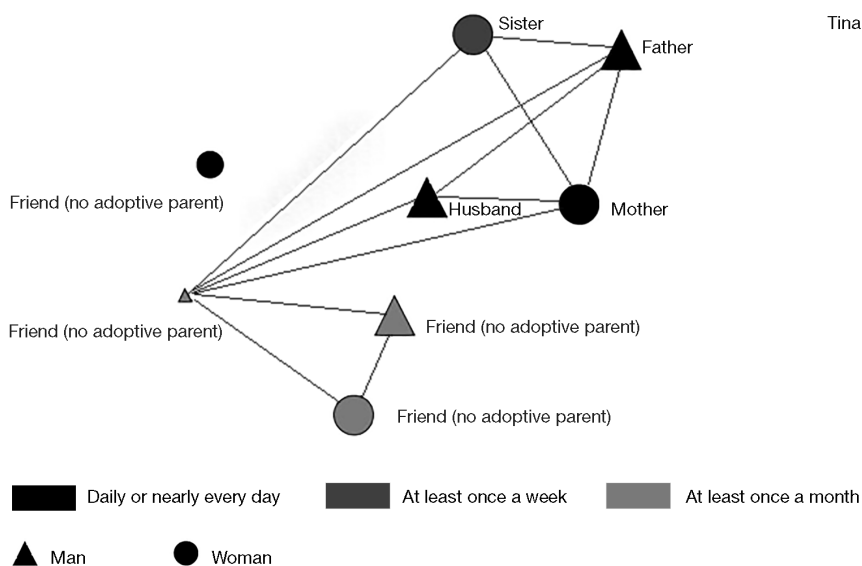 Sister
Tina
Father
Friend (no adoptive parent)
Husband
Mother
Friend (no adoptive parent)
Friend (no adoptive parent)
Friend (no adoptive parent)
Daily or nearly every day
At least once a week
At least once a month
Man
Woman